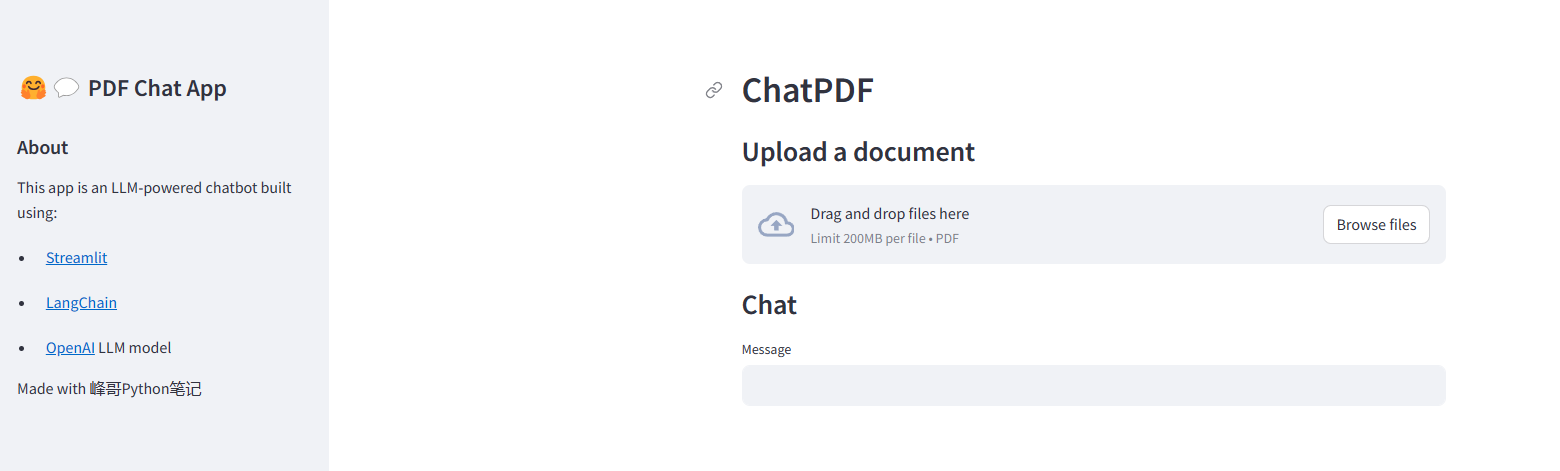 🤗💬 PDF Chat App
About
This app is an LLM-powered chatbot built
using:
• Streamlit
• LangChain
• OpenAI LLM model
Made with 峰哥Python笔记
ChatPDF
Upload a document
Drag and drop files here
Limit 200MB per file • PDF
Browse files
Chat
Message